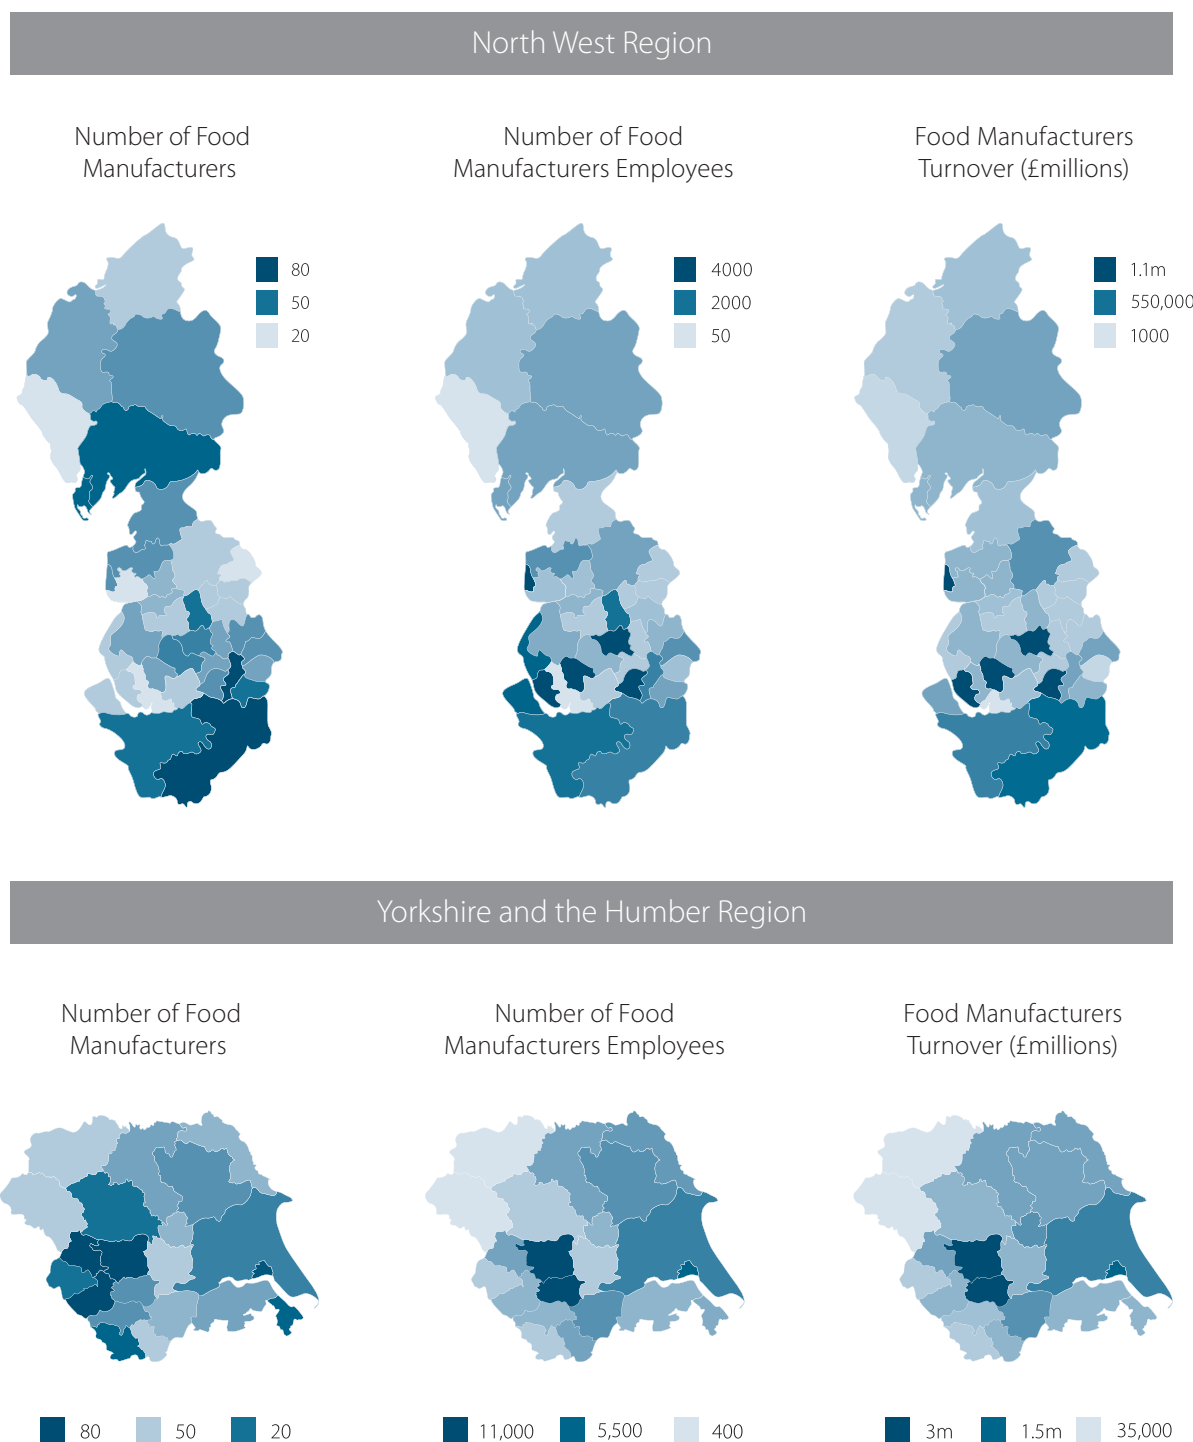 North West Region
Number of Food
Manufacturers
80
50
20
Number of Food
Manufacturers Employees
4000
2000
50
Food Manufacturers
Turnover (£millions)
1.1m
550,000
1000
Yorkshire and the Humber Region
Number of Food
Manufacturers
80
50
20
Number of Food
Manufacturers Employees
11,000
5,500
400
Food Manufacturers
Turnover (£millions)
3m
1.5m
35,000